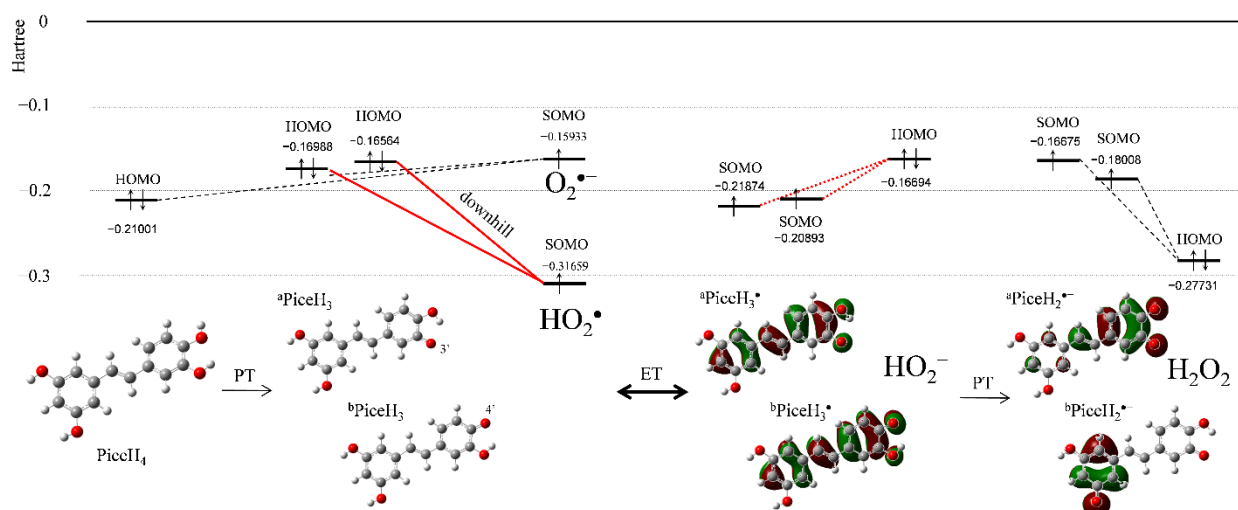 Hartree
0
−0.1
−0.2
−0.3
HOMO
−0.21001
HOMO
−0.16988
HOMO
−0.16564
SOMO
−0.15933
O₂•−
downhill
SOMO
−0.31659
HO₂•
SOMO
−0.21874
SOMO
−0.20893
HOMO
−0.16694
SOMO
−0.16675
SOMO
−0.18008
HOMO
−0.27731
PiceH₄
PT
ᵃPiceH₃
3'
ᵇPiceH₃
4'
ET
ᵃPiceH₃•
HO₂⁻
ᵇPiceH₃•
PT
ᵃPiceH₂•−
H₂O₂
ᵇPiceH₂•−